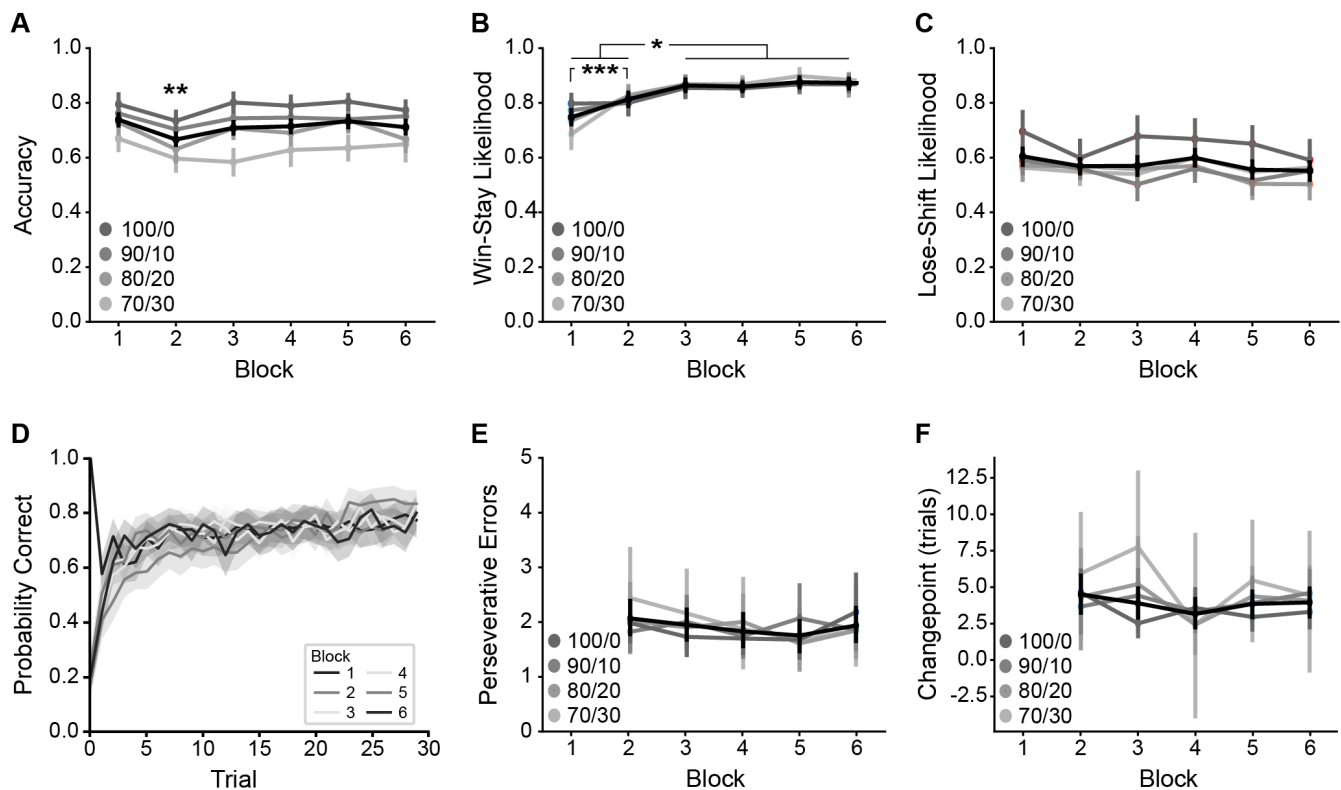 A
1.0
0.8
0.6
0.4
0.2
0.0
Accuracy
**
100/0
90/10
80/20
70/30
1 2 3 4 5 6
Block
B
1.0
0.8
0.6
0.4
0.2
0.0
Win-Stay Likelihood
*
***
100/0
90/10
80/20
70/30
1 2 3 4 5 6
Block
C
1.0
0.8
0.6
0.4
0.2
0.0
Lose-Shift Likelihood
100/0
90/10
80/20
70/30
1 2 3 4 5 6
Block
D
1.0
0.8
0.6
0.4
0.2
0.0
Probability Correct
Block
1 4
2 5
3 6
0 5 10 15 20 25 30
Trial
E
5
4
3
2
1
0
Perseverative Errors
100/0
90/10
80/20
70/30
1 2 3 4 5 6
Block
F
12.5
10.0
7.5
5.0
2.5
0.0
-2.5
Changepoint (trials)
100/0
90/10
80/20
70/30
1 2 3 4 5 6
Block